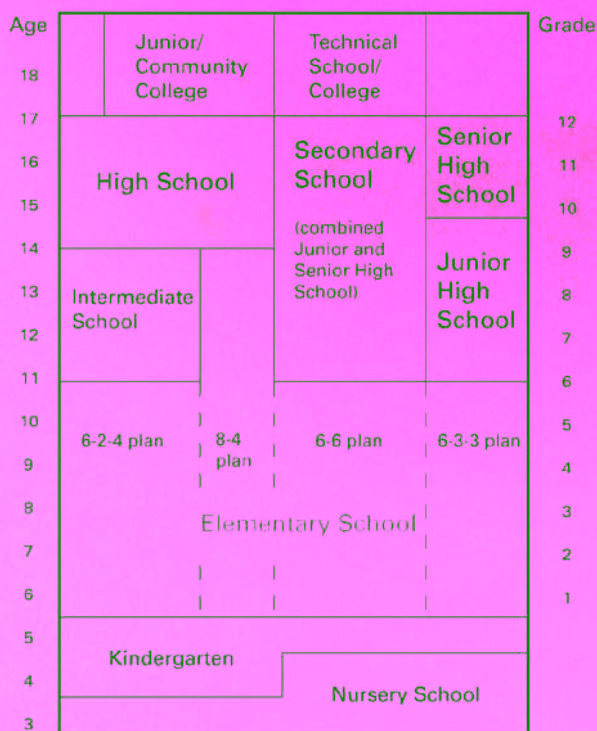 Age
Grade
Junior/
Community
College
Technical
School/
College
18
17
12
High School
Secondary
School
(combined
Junior and
Senior High
School)
Senior
High
School
16
11
15
10
14
9
Intermediate
School
Junior
High
School
13
8
12
7
11
6
10
5
6-2-4 plan
8-4
plan
6-6 plan
6-3-3 plan
9
4
8
3
Elementary School
7
2
6
1
5
Kindergarten
4
Nursery School
3